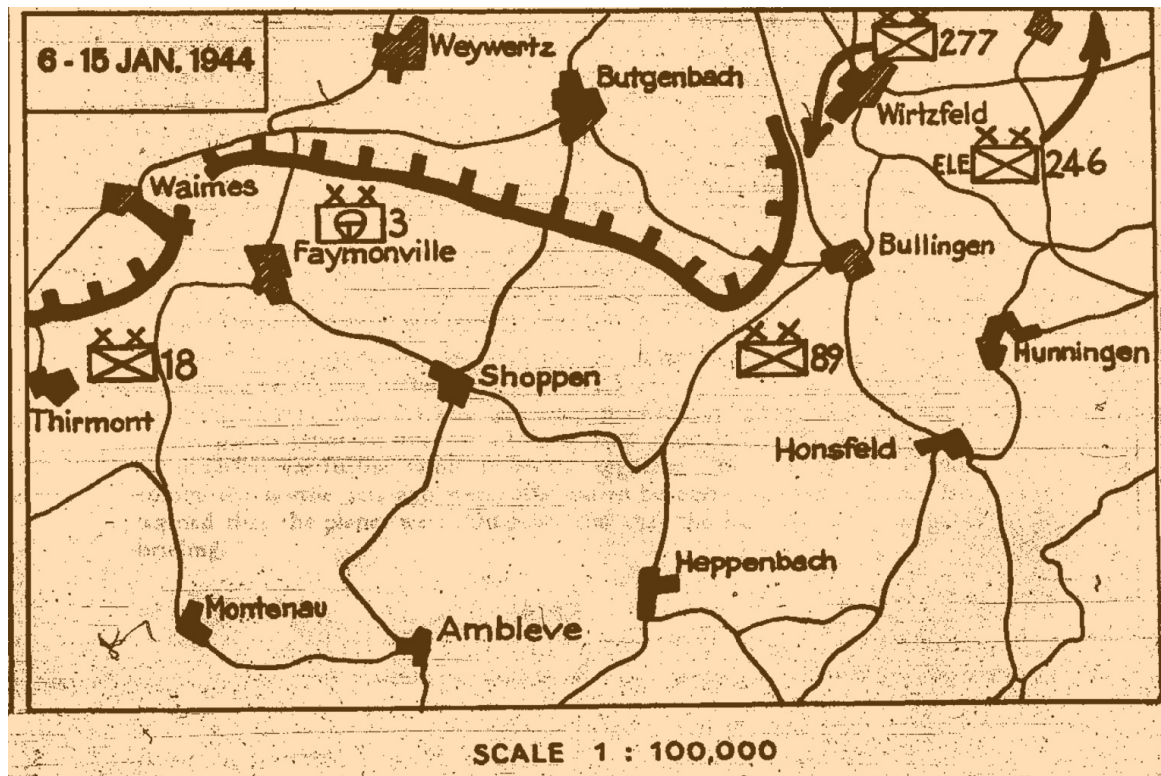 6-15 JAN. 1944
Weywertz
Butgenbach
277
Wirtzfeld
ELE 246
Waimes
3
Faymonville
Bullingen
18
89
Hunningen
Shoppen
Thirmont
Honsfeld
Heppenbach
Montenau
Ambleve
SCALE 1 : 100,000